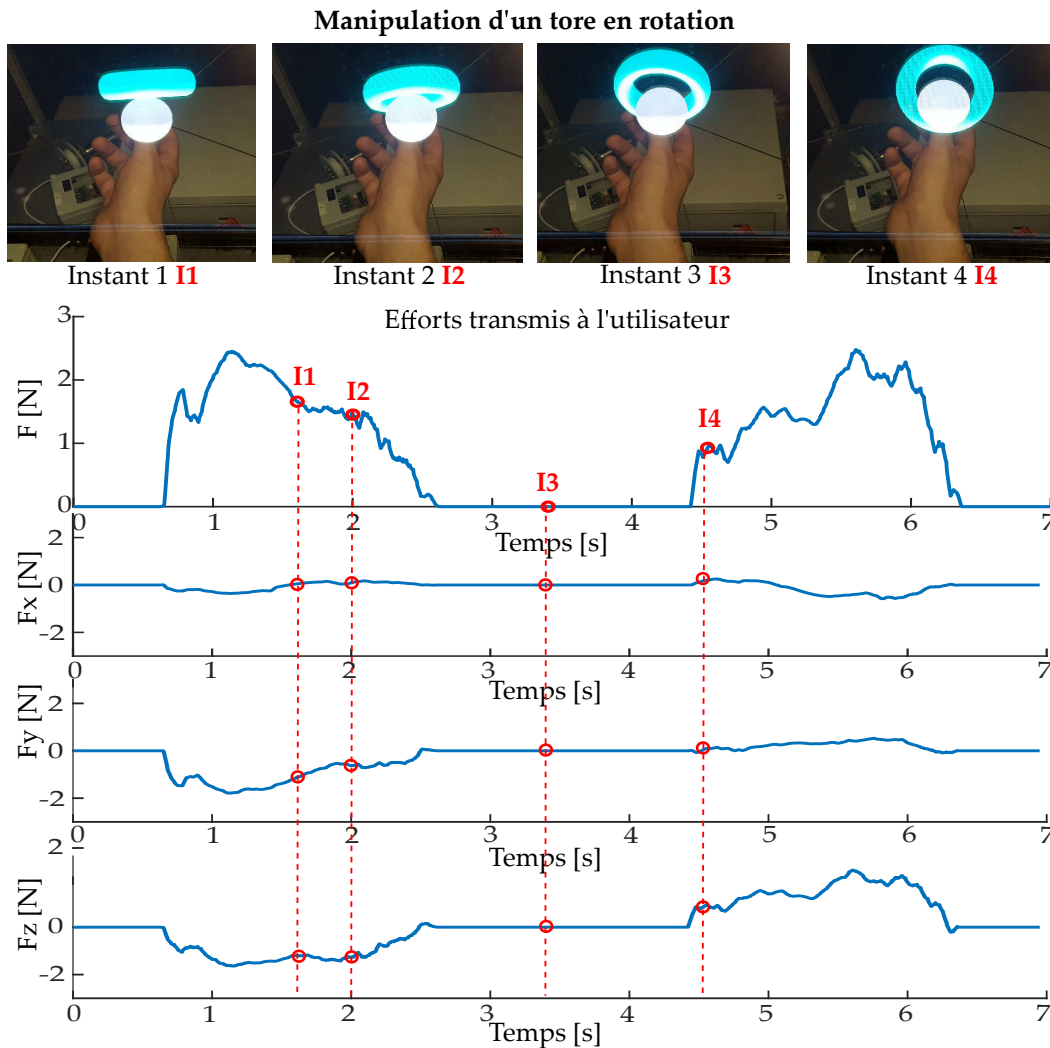 Manipulation d'un tore en rotation
Instant 1 I1
Instant 2 I2
Instant 3 I3
Instant 4 I4
Efforts transmis à l'utilisateur
F [N]
3
2
1
0
I1
I2
I3
I4
0 1 2 3 4 5 6 7
Temps [s]
Fx [N]
2
0
-2
0 1 2 3 4 5 6 7
Temps [s]
Fy [N]
2
0
-2
0 1 2 3 4 5 6 7
Temps [s]
Fz [N]
2
0
-2
0 1 2 3 4 5 6 7
Temps [s]